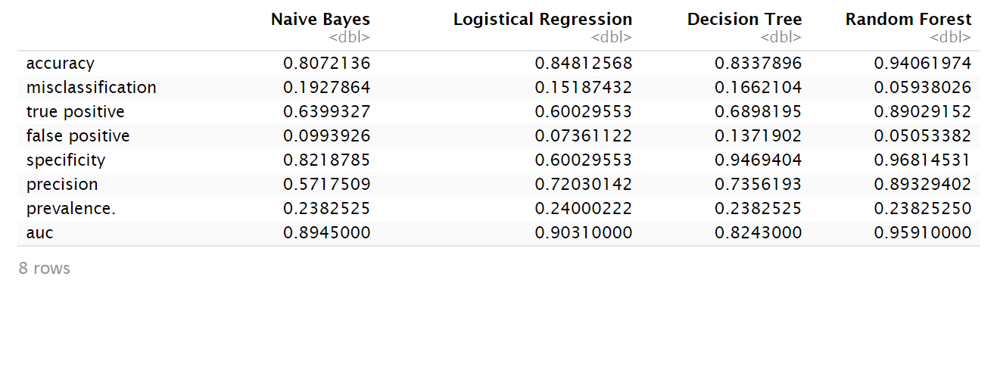 Naive Bayes Logistical Regression Decision Tree Random Forest
<dbl> <dbl> <dbl> <dbl>
accuracy 0.8072136 0.84812568 0.8337896 0.94061974
misclassification 0.1927864 0.15187432 0.1662104 0.05938026
true positive 0.6399327 0.60029553 0.6898195 0.89029152
false positive 0.0993926 0.07361122 0.1371902 0.05053382
specificity 0.8218785 0.60029553 0.9469404 0.96814531
precision 0.5717509 0.72030142 0.7356193 0.89329402
prevalence. 0.2382525 0.24000222 0.2382525 0.23825250
auc 0.8945000 0.90310000 0.8243000 0.95910000
8 rows